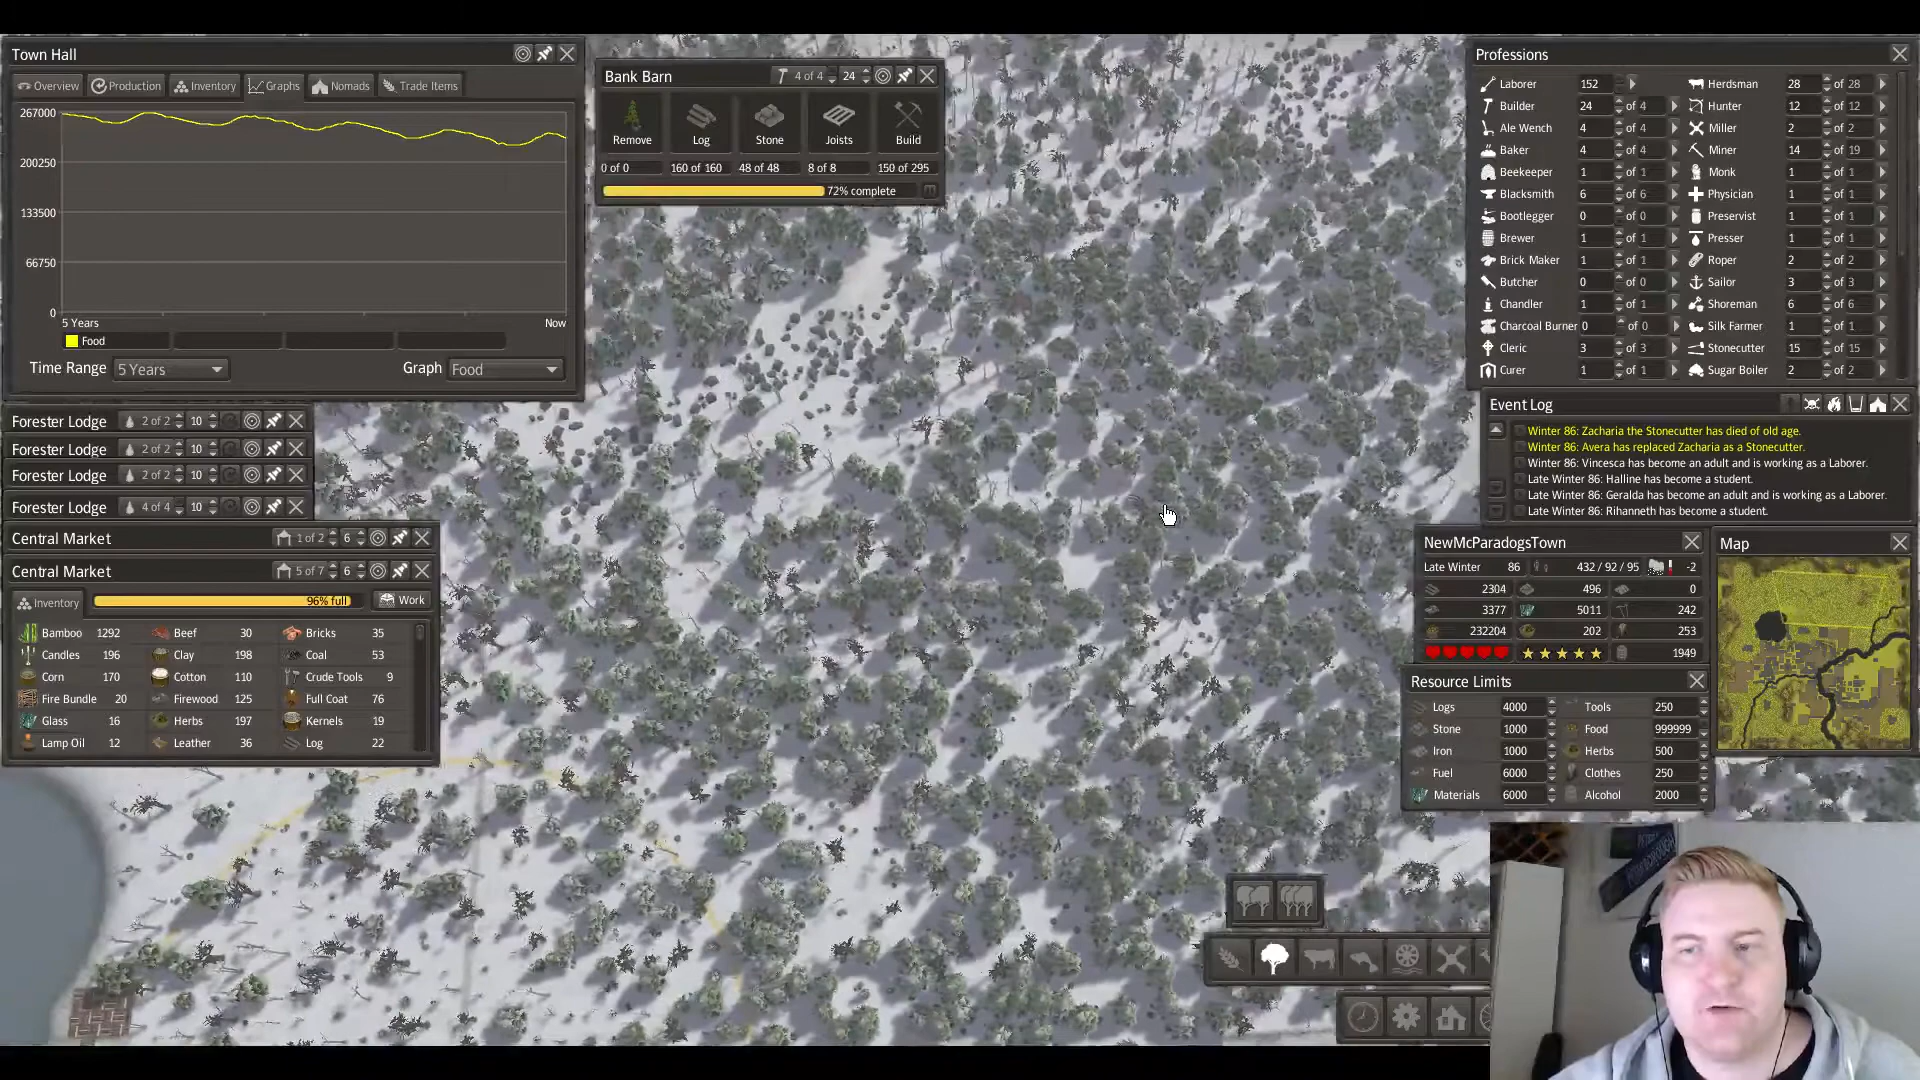 Town Hall
Overview Production Inventory Graphs Nomads Trade Items
267000
200250
133500
66750
0
5 Years Now
Food
Time Range 5 Years Graph Food
Forester Lodge 2 of 2 10
Forester Lodge 2 of 2 10
Forester Lodge 2 of 2 10
Forester Lodge 4 of 4 10
Central Market 1 of 2 6
Central Market 5 of 7 6
Inventory 96% full Work
Bamboo 1292 Beef 30 Bricks 35
Candles 196 Clay 198 Coal 53
Corn 170 Cotton 110 Crude Tools 9
Fire Bundle 20 Firewood 125 Full Coat 76
Glass 16 Herbs 197 Kernels 19
Lamp Oil 12 Leather 36 Log 22
Bank Barn 4 of 4 24
Remove Log Stone Joists Build
0 of 0 160 of 160 48 of 48 8 of 8 150 of 295
72% complete
Professions
Laborer 152 Herdsman 28 of 28
Builder 24 of 4 Hunter 12 of 12
Ale Wench 4 of 4 Miller 2 of 2
Baker 4 of 4 Miner 14 of 19
Beekeeper 1 of 1 Monk 1 of 1
Blacksmith 6 of 6 Physician 1 of 1
Bootlegger 0 of 0 Preservist 1 of 1
Brewer 1 of 1 Presser 1 of 1
Brick Maker 1 of 1 Roper 2 of 2
Butcher 0 of 0 Sailor 3 of 3
Chandler 1 of 1 Shoreman 6 of 6
Charcoal Burner 0 of 0 Silk Farmer 1 of 1
Cleric 3 of 3 Stonecutter 15 of 15
Curer 1 of 1 Sugar Boiler 2 of 2
Event Log
Winter 86: Zacharia the Stonecutter has died of old age.
Winter 86: Avera has replaced Zacharia as a Stonecutter.
Winter 86: Vincesca has become an adult and is working as a Laborer.
Late Winter 86: Halline has become a student.
Late Winter 86: Geralda has become an adult and is working as a Laborer.
Late Winter 86: Rihanneth has become a student.
NewMcParadogsTown
Late Winter 86 432 / 92 / 95 -2
2304 496 0
3377 5011 242
232204 202 253
1949
Map
Resource Limits
Logs 4000 Tools 250
Stone 1000 Food 999999
Iron 1000 Herbs 500
Fuel 6000 Clothes 250
Materials 6000 Alcohol 2000